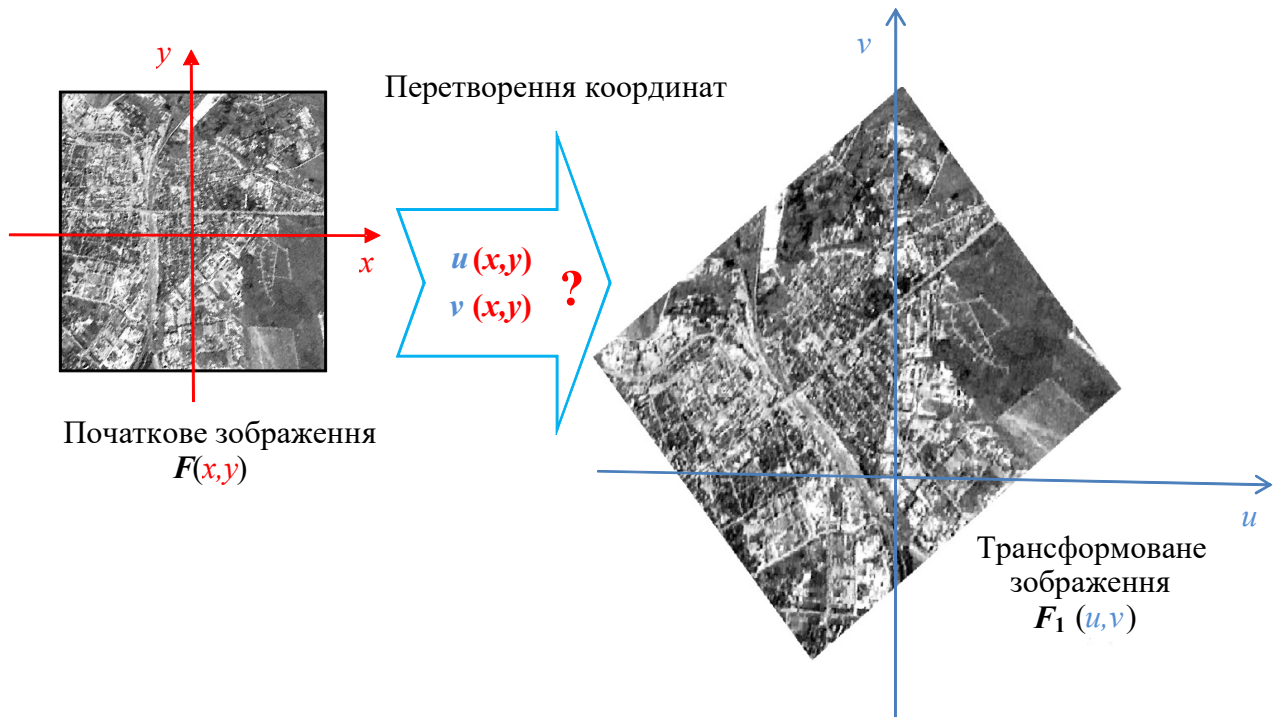 y
x
Початкове зображення
F(x,y)
Перетворення координат
u (x,y)
v (x,y)
?
v
u
Трансформоване
зображення
F₁ (u,v)